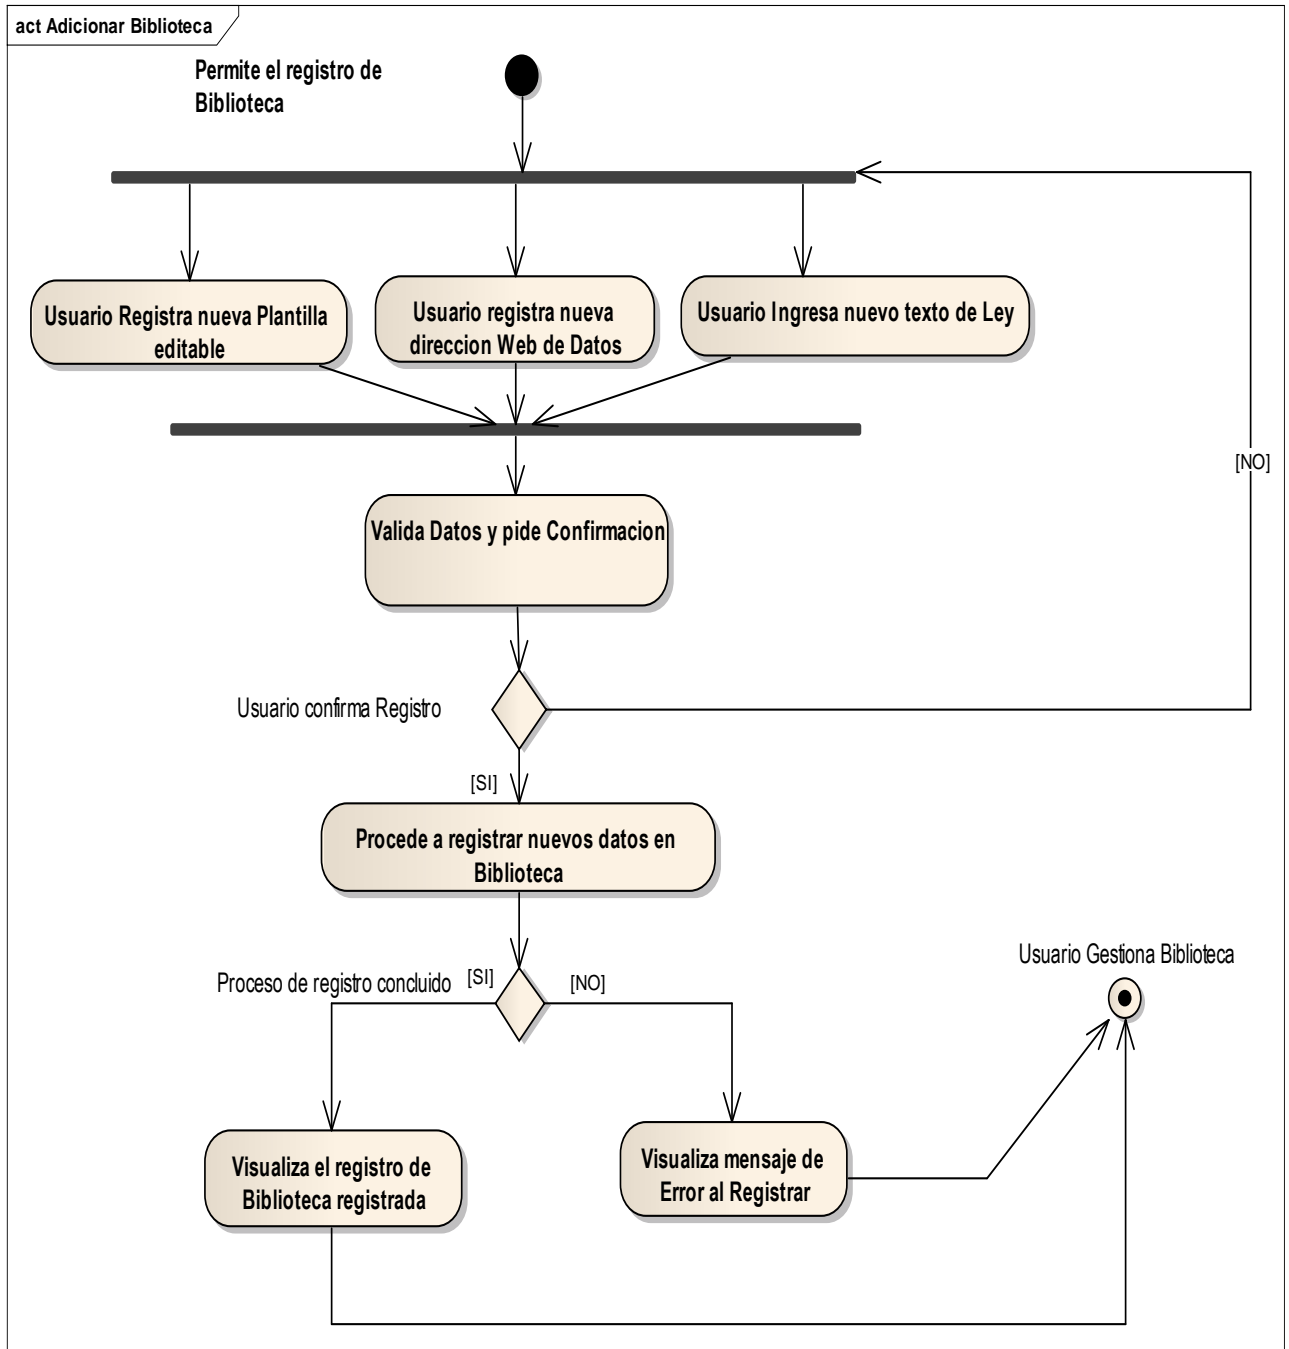 act Adicionar Biblioteca
Permite el registro de
Biblioteca
Usuario Registra nueva Plantilla
editable
Usuario registra nueva
direccion Web de Datos
Usuario Ingresa nuevo texto de Ley
[NO]
Valida Datos y pide Confirmacion
Usuario confirma Registro
[SI]
Procede a registrar nuevos datos en
Biblioteca
Usuario Gestiona Biblioteca
Proceso de registro concluido
[SI]
[NO]
Visualiza el registro de
Biblioteca registrada
Visualiza mensaje de
Error al Registrar